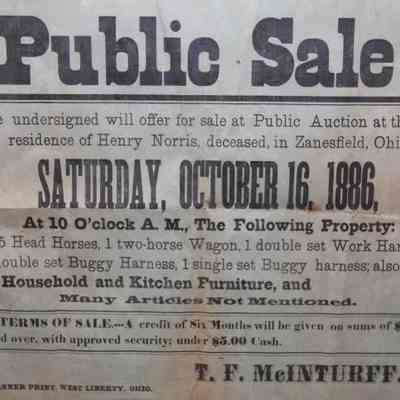 Public Sale
undersigned will offer for sale at Public Auction at th
residence of Henry Norris, deceased, in Zanesfield, Ohi
SATURDAY, OCTOBER 16, 1886,
At 10 O'clock A. M., The Following Property:
5 Head Horses, 1 two-horse Wagon, 1 double set Work Har
ouble set Buggy Harness, 1 single set Buggy harness; also
Household and Kitchen Furniture, and
Many Articles Not Mentioned.
TERMS OF SALE.--A credit of Six Months will be given on sums of $
d over, with approved security; under $5.00 Cash.
T. F. McINTURFF.
NNER PRINT, WEST LIBERTY, OHIO.